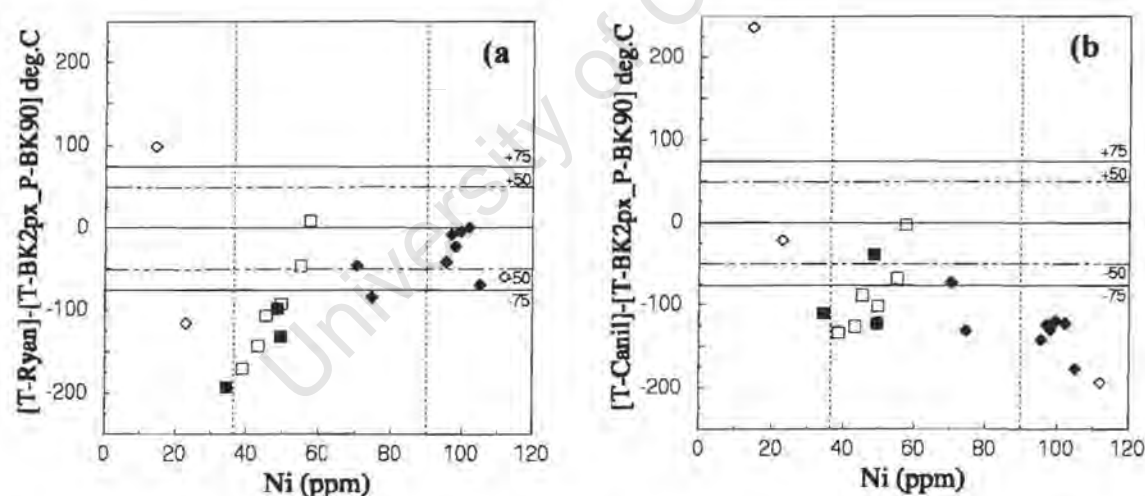 [T-Ryan]-[T-BK2px_P-BK90] deg.C
200
100
0
-100
-200
(a
+75
+50
-50
-75
0 20 40 60 80 100 120
Ni (ppm)
[T-Canil]-[T-BK2px_P-BK90] deg.C
200
100
0
-100
-200
(b
+75
+50
-50
-75
0 20 40 60 80 100 120
Ni (ppm)
University of C